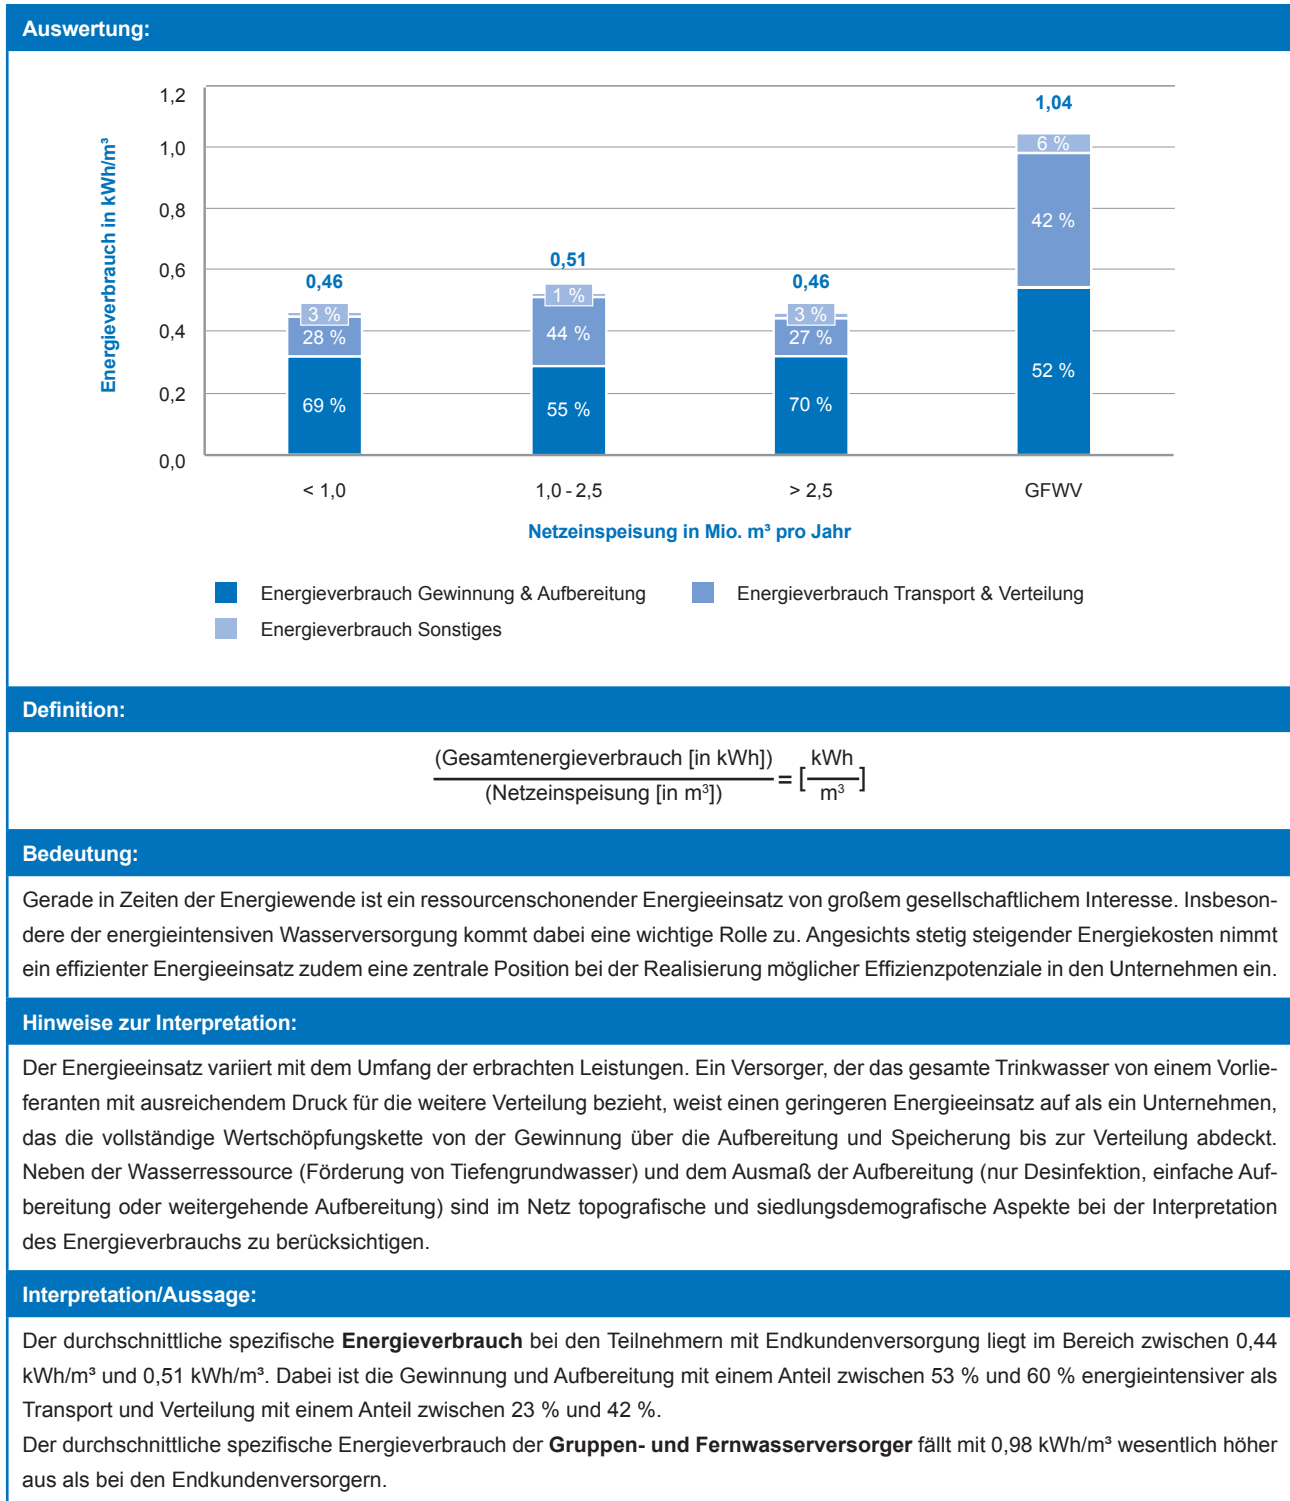 Auswertung:
1,2
1,0
0,8
0,6
0,4
0,2
0,0
Energieverbrauch in kWh/m³
0,46
3 %
28 %
69 %
0,51
1 %
44 %
55 %
0,46
3 %
27 %
70 %
1,04
6 %
42 %
52 %
< 1,0
1,0 - 2,5
> 2,5
GFWV
Netzeinspeisung in Mio. m³ pro Jahr
Energieverbrauch Gewinnung & Aufbereitung
Energieverbrauch Transport & Verteilung
Energieverbrauch Sonstiges
Definition:
(Gesamtenergieverbrauch [in kWh])
(Netzeinspeisung [in m³])
= [
kWh
m³
]
Bedeutung:
Gerade in Zeiten der Energiewende ist ein ressourcenschonender Energieeinsatz von großem gesellschaftlichem Interesse. Insbeson-
dere der energieintensiven Wasserversorgung kommt dabei eine wichtige Rolle zu. Angesichts stetig steigender Energiekosten nimmt
ein effizienter Energieeinsatz zudem eine zentrale Position bei der Realisierung möglicher Effizienzpotenziale in den Unternehmen ein.
Hinweise zur Interpretation:
Der Energieeinsatz variiert mit dem Umfang der erbrachten Leistungen. Ein Versorger, der das gesamte Trinkwasser von einem Vorlie-
feranten mit ausreichendem Druck für die weitere Verteilung bezieht, weist einen geringeren Energieeinsatz auf als ein Unternehmen,
das die vollständige Wertschöpfungskette von der Gewinnung über die Aufbereitung und Speicherung bis zur Verteilung abdeckt.
Neben der Wasserressource (Förderung von Tiefengrundwasser) und dem Ausmaß der Aufbereitung (nur Desinfektion, einfache Auf-
bereitung oder weitergehende Aufbereitung) sind im Netz topografische und siedlungsdemografische Aspekte bei der Interpretation
des Energieverbrauchs zu berücksichtigen.
Interpretation/Aussage:
Der durchschnittliche spezifische Energieverbrauch bei den Teilnehmern mit Endkundenversorgung liegt im Bereich zwischen 0,44
kWh/m³ und 0,51 kWh/m³. Dabei ist die Gewinnung und Aufbereitung mit einem Anteil zwischen 53 % und 60 % energieintensiver als
Transport und Verteilung mit einem Anteil zwischen 23 % und 42 %.
Der durchschnittliche spezifische Energieverbrauch der Gruppen- und Fernwasserversorger fällt mit 0,98 kWh/m³ wesentlich höher
aus als bei den Endkundenversorgern.